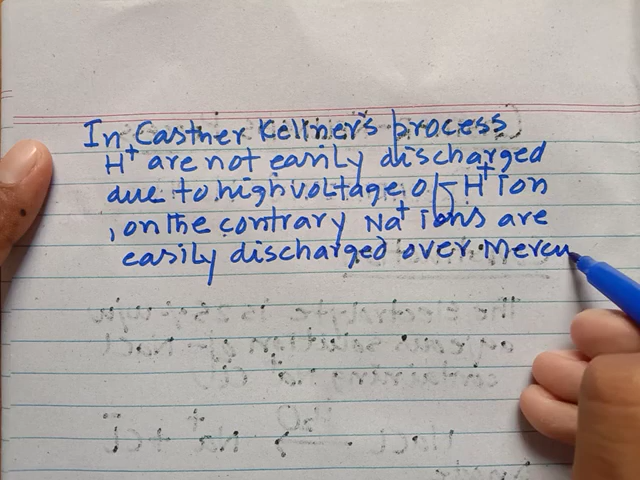 In Castner Kellner's process
H⁺ are not easily discharged
due to high voltage of H⁺ ion
, on the contrary Na⁺ ions are
easily discharged over Mercu